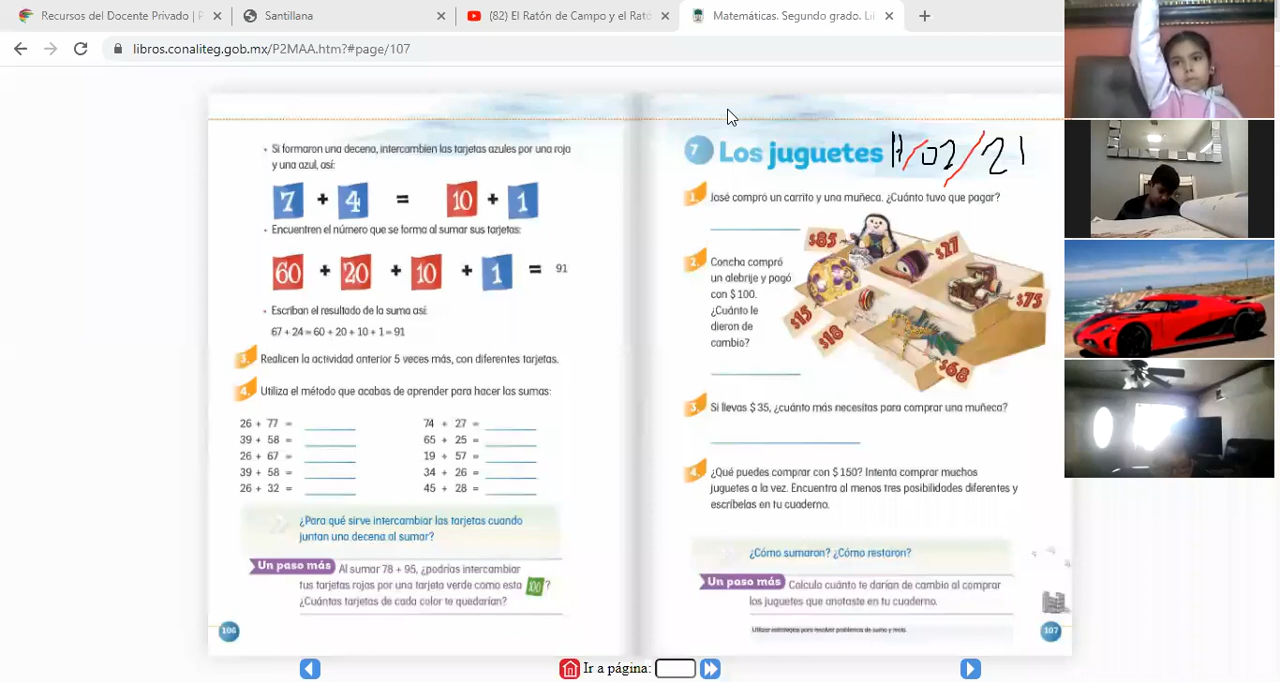 Recursos del Docente Privado | P
Santillana
(82) El Ratón de Campo y el Rató
Matemáticas. Segundo grado. Li
libros.conaliteg.gob.mx/P2MAA.htm?#page/107
• Si formaron una decena, intercambien las tarjetas azules por una roja
y una azul, así:
7 + 4 = 10 + 1
• Encuentren el número que se forma al sumar sus tarjetas:
60 + 20 + 10 + 1 = 91
• Escriban el resultado de la suma así:
67 + 24 = 60 + 20 + 10 + 1 = 91
3. Realicen la actividad anterior 5 veces más, con diferentes tarjetas.
4. Utiliza el método que acabas de aprender para hacer las sumas:
26 + 77 =
39 + 58 =
26 + 67 =
39 + 58 =
26 + 32 =
74 + 27 =
65 + 25 =
19 + 57 =
34 + 26 =
45 + 28 =
¿Para qué sirve intercambiar las tarjetas cuando
juntan una decena al sumar?
Un paso más Al sumar 78 + 95, ¿podrías intercambiar
tus tarjetas rojas por una tarjeta verde como esta 100 ?
¿Cuántas tarjetas de cada color te quedarían?
106
7 Los juguetes /02/21
1. José compró un carrito y una muñeca. ¿Cuánto tuvo que pagar?
2. Concha compró
un alebrije y pagó
con $100.
¿Cuánto le
dieron de
cambio?
$85
$27
$75
$15
$18
$68
3. Si llevas $35, ¿cuánto más necesitas para comprar una muñeca?
4. ¿Qué puedes comprar con $150? Intenta comprar muchos
juguetes a la vez. Encuentra al menos tres posibilidades diferentes y
escríbelas en tu cuaderno.
¿Cómo sumaron? ¿Cómo restaron?
Un paso más Calcula cuánto te darían de cambio al comprar
los juguetes que anotaste en tu cuaderno.
Utilizar estrategias para resolver problemas de suma y resta.
107
Ir a página: